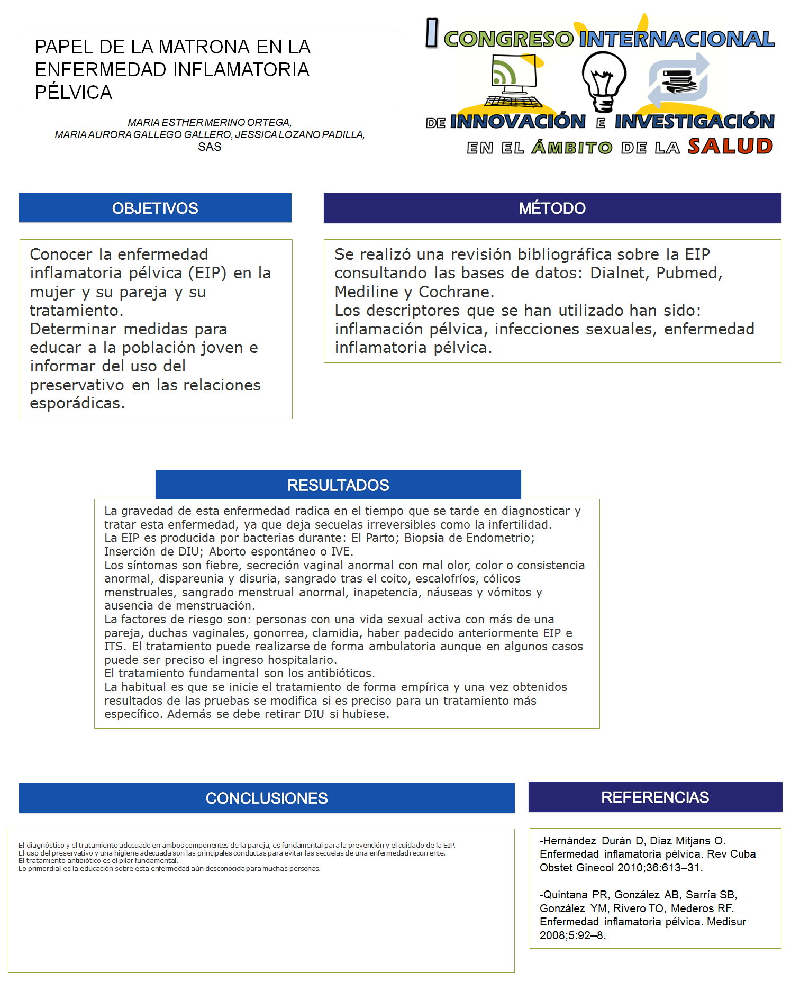 PAPEL DE LA MATRONA EN LA
ENFERMEDAD INFLAMATORIA
PÉLVICA
MARIA ESTHER MERINO ORTEGA,
MARIA AURORA GALLEGO GALLERO, JESSICA LOZANO PADILLA,
SAS
I CONGRESO INTERNACIONAL
DE INNOVACIÓN E INVESTIGACIÓN
EN EL ÁMBITO DE LA SALUD
OBJETIVOS
Conocer la enfermedad
inflamatoria pélvica (EIP) en la
mujer y su pareja y su
tratamiento.
Determinar medidas para
educar a la población joven e
informar del uso del
preservativo en las relaciones
esporádicas.
MÉTODO
Se realizó una revisión bibliográfica sobre la EIP
consultando las bases de datos: Dialnet, Pubmed,
Mediline y Cochrane.
Los descriptores que se han utilizado han sido:
inflamación pélvica, infecciones sexuales, enfermedad
inflamatoria pélvica.
RESULTADOS
La gravedad de esta enfermedad radica en el tiempo que se tarde en diagnosticar y
tratar esta enfermedad, ya que deja secuelas irreversibles como la infertilidad.
La EIP es producida por bacterias durante: El Parto; Biopsia de Endometrio;
Inserción de DIU; Aborto espontáneo o IVE.
Los síntomas son fiebre, secreción vaginal anormal con mal olor, color o consistencia
anormal, dispareunia y disuria, sangrado tras el coito, escalofríos, cólicos
menstruales, sangrado menstrual anormal, inapetencia, náuseas y vómitos y
ausencia de menstruación.
La factores de riesgo son: personas con una vida sexual activa con más de una
pareja, duchas vaginales, gonorrea, clamidia, haber padecido anteriormente EIP e
ITS. El tratamiento puede realizarse de forma ambulatoria aunque en algunos casos
puede ser preciso el ingreso hospitalario.
El tratamiento fundamental son los antibióticos.
La habitual es que se inicie el tratamiento de forma empírica y una vez obtenidos
resultados de las pruebas se modifica si es preciso para un tratamiento más
específico. Además se debe retirar DIU si hubiese.
CONCLUSIONES
El diagnóstico y el tratamiento adecuado en ambos componentes de la pareja, es fundamental para la prevención y el cuidado de la EIP.
El uso del preservativo y una higiene adecuada son las principales conductas para evitar las secuelas de una enfermedad recurrente.
El tratamiento antibiótico es el pilar fundamental.
Lo primordial es la educación sobre esta enfermedad aún desconocida para muchas personas.
REFERENCIAS
-Hernández Durán D, Diaz Mitjans O.
Enfermedad inflamatoria pélvica. Rev Cuba
Obstet Ginecol 2010;36:613–31.
-Quintana PR, González AB, Sarría SB,
González YM, Rivero TO, Mederos RF.
Enfermedad inflamatoria pélvica. Medisur
2008;5:92–8.